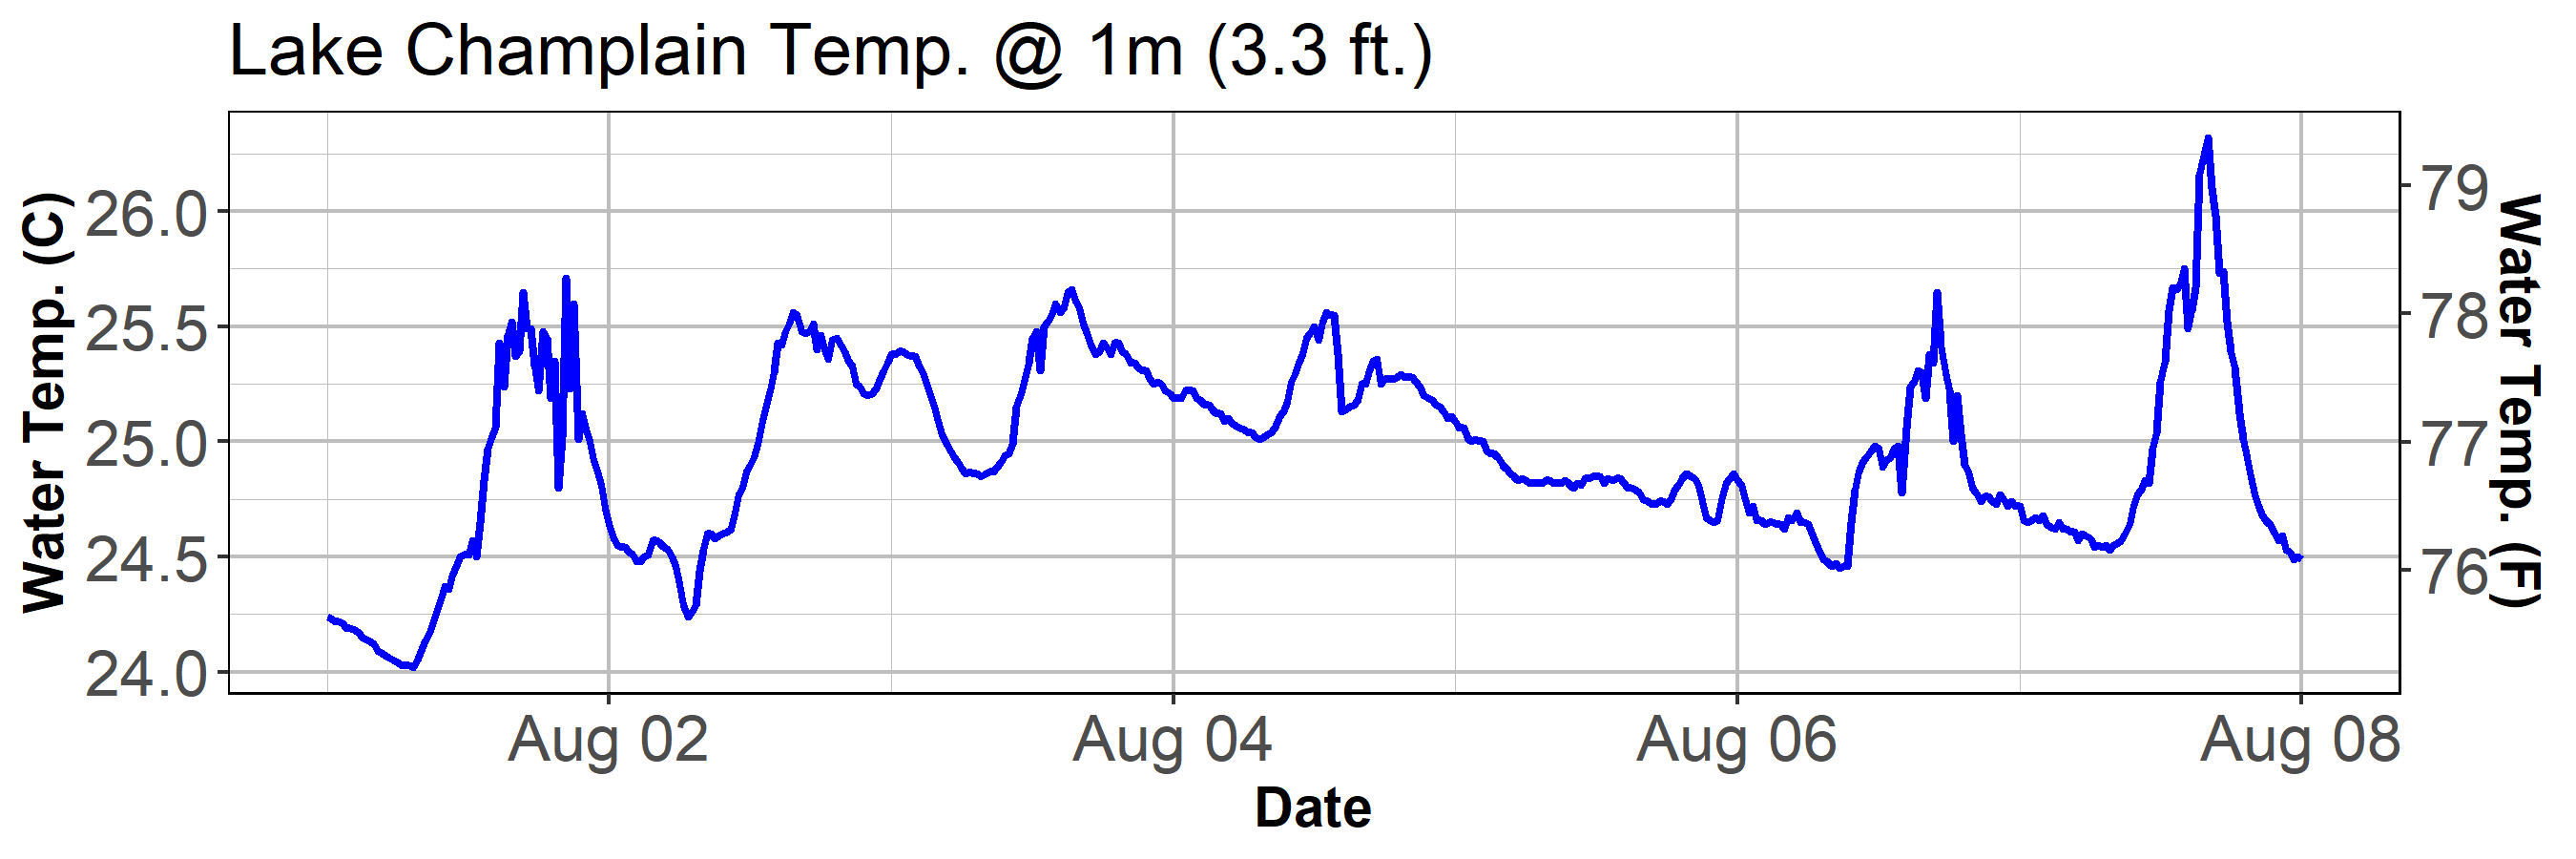 Lake Champlain Temp. @ 1m (3.3 ft.)
Water Temp. (C)
26.0
25.5
25.0
24.5
24.0
79
78
77
76
Water Temp. (F)
Aug 02 Aug 04 Aug 06 Aug 08
Date